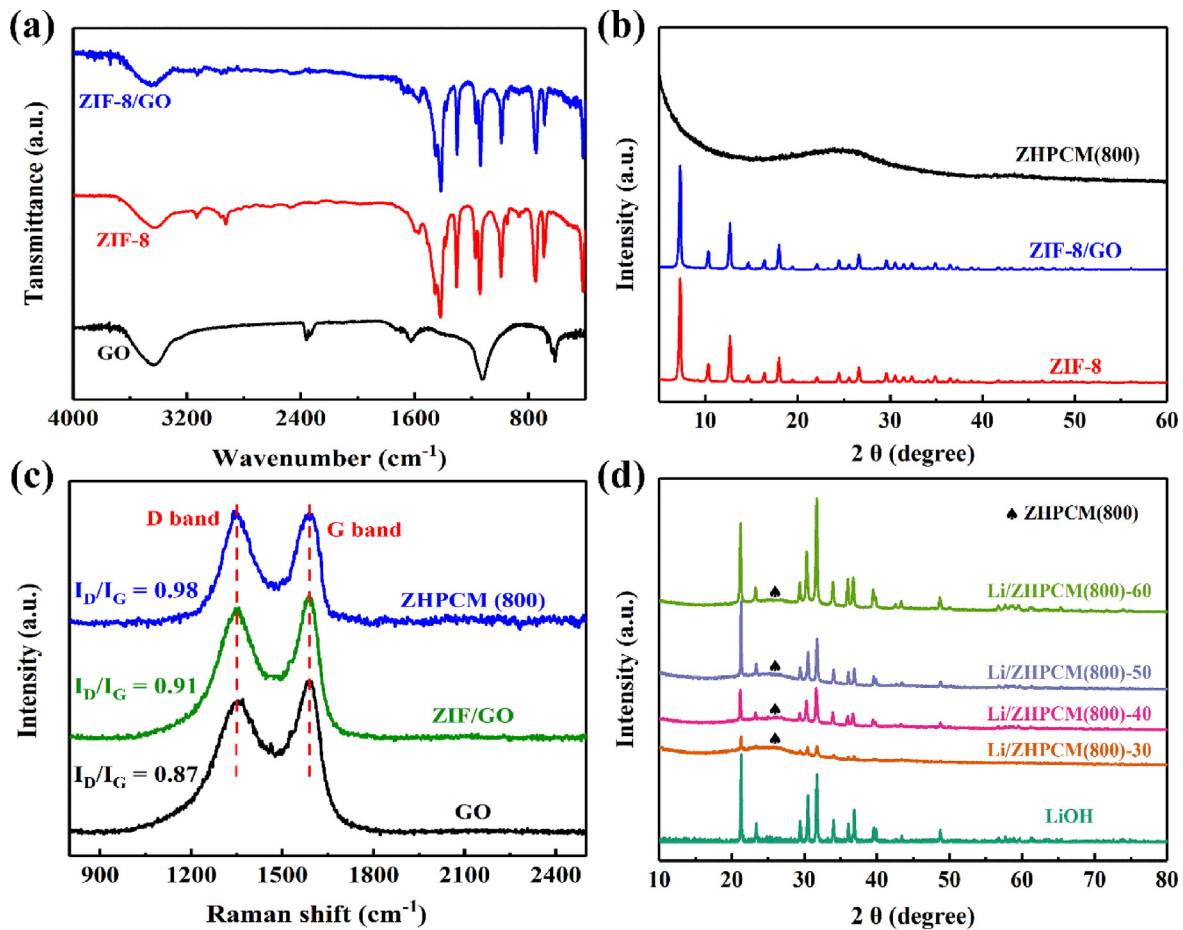 (a)
ZIF-8/GO
ZIF-8
GO
Tansmittance (a.u.)
4000 3200 2400 1600 800
Wavenumber (cm⁻¹)
(b)
ZHPCM(800)
ZIF-8/GO
ZIF-8
Intensity (a.u.)
10 20 30 40 50 60
2 θ (degree)
(c)
D band
G band
I_D/I_G = 0.98
ZHPCM (800)
I_D/I_G = 0.91
ZIF/GO
I_D/I_G = 0.87
GO
Intensity (a.u.)
900 1200 1500 1800 2100 2400
Raman shift (cm⁻¹)
(d)
♠ ZHPCM(800)
♠
Li/ZHPCM(800)-60
♠
Li/ZHPCM(800)-50
♠
Li/ZHPCM(800)-40
♠
Li/ZHPCM(800)-30
LiOH
Intensity (a.u.)
10 20 30 40 50 60 70 80
2 θ (degree)